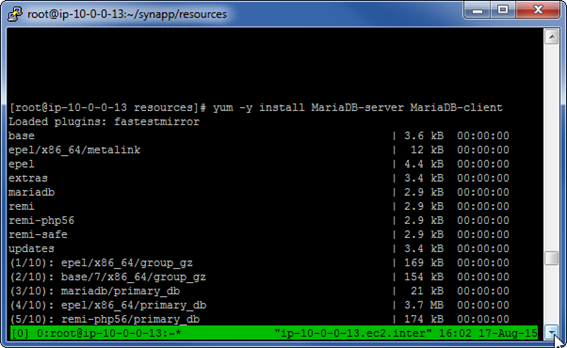 root@ip-10-0-0-13:~/synapp/resources
[root@ip-10-0-0-13 resources]# yum -y install MariaDB-server MariaDB-client
Loaded plugins: fastestmirror
base | 3.6 kB 00:00:00
epel/x86_64/metalink | 12 kB 00:00:00
epel | 4.4 kB 00:00:00
extras | 3.4 kB 00:00:00
mariadb | 2.9 kB 00:00:00
remi | 2.9 kB 00:00:00
remi-php56 | 2.9 kB 00:00:00
remi-safe | 2.9 kB 00:00:00
updates | 3.4 kB 00:00:00
(1/10): epel/x86_64/group_gz | 169 kB 00:00:00
(2/10): base/7/x86_64/group_gz | 154 kB 00:00:00
(3/10): mariadb/primary_db | 21 kB 00:00:00
(4/10): epel/x86_64/primary_db | 3.7 MB 00:00:00
(5/10): remi-php56/primary_db | 174 kB 00:00:00
[0] 0:root@ip-10-0-0-13:~* "ip-10-0-0-13.ec2.inter" 16:02 17-Aug-15